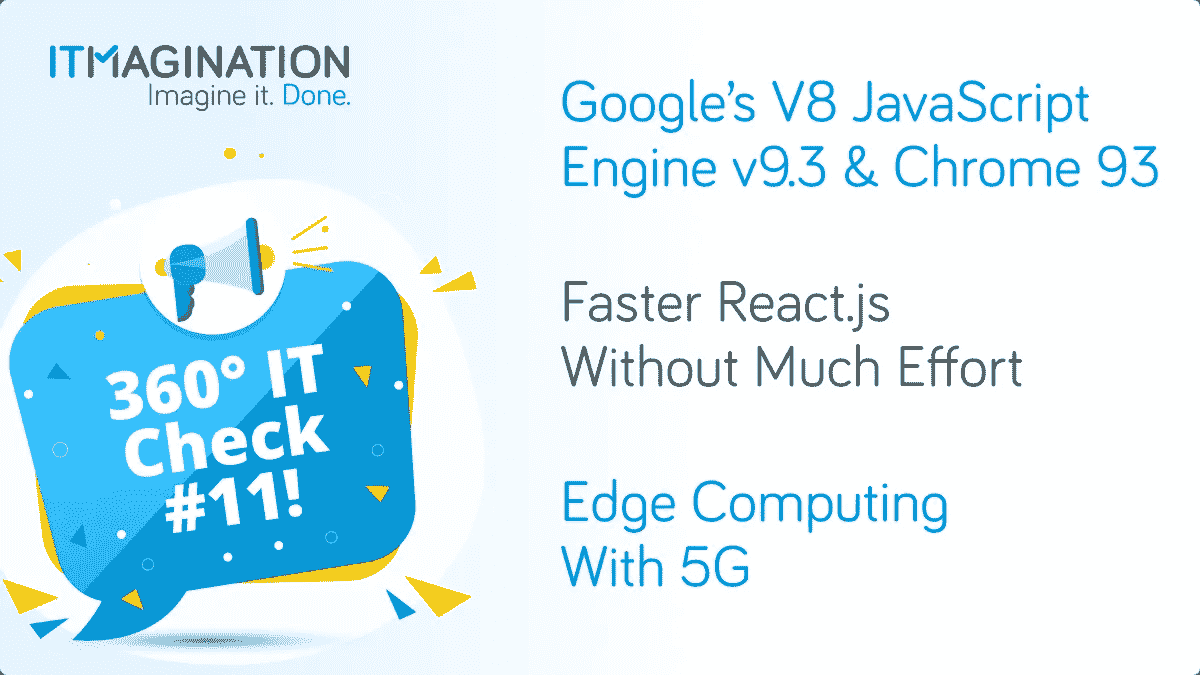 ITMAGINATION
Imagine it. Done.
360° IT
Check
#11!
Google’s V8 JavaScript
Engine v9.3 & Chrome 93
Faster React.js
Without Much Effort
Edge Computing
With 5G